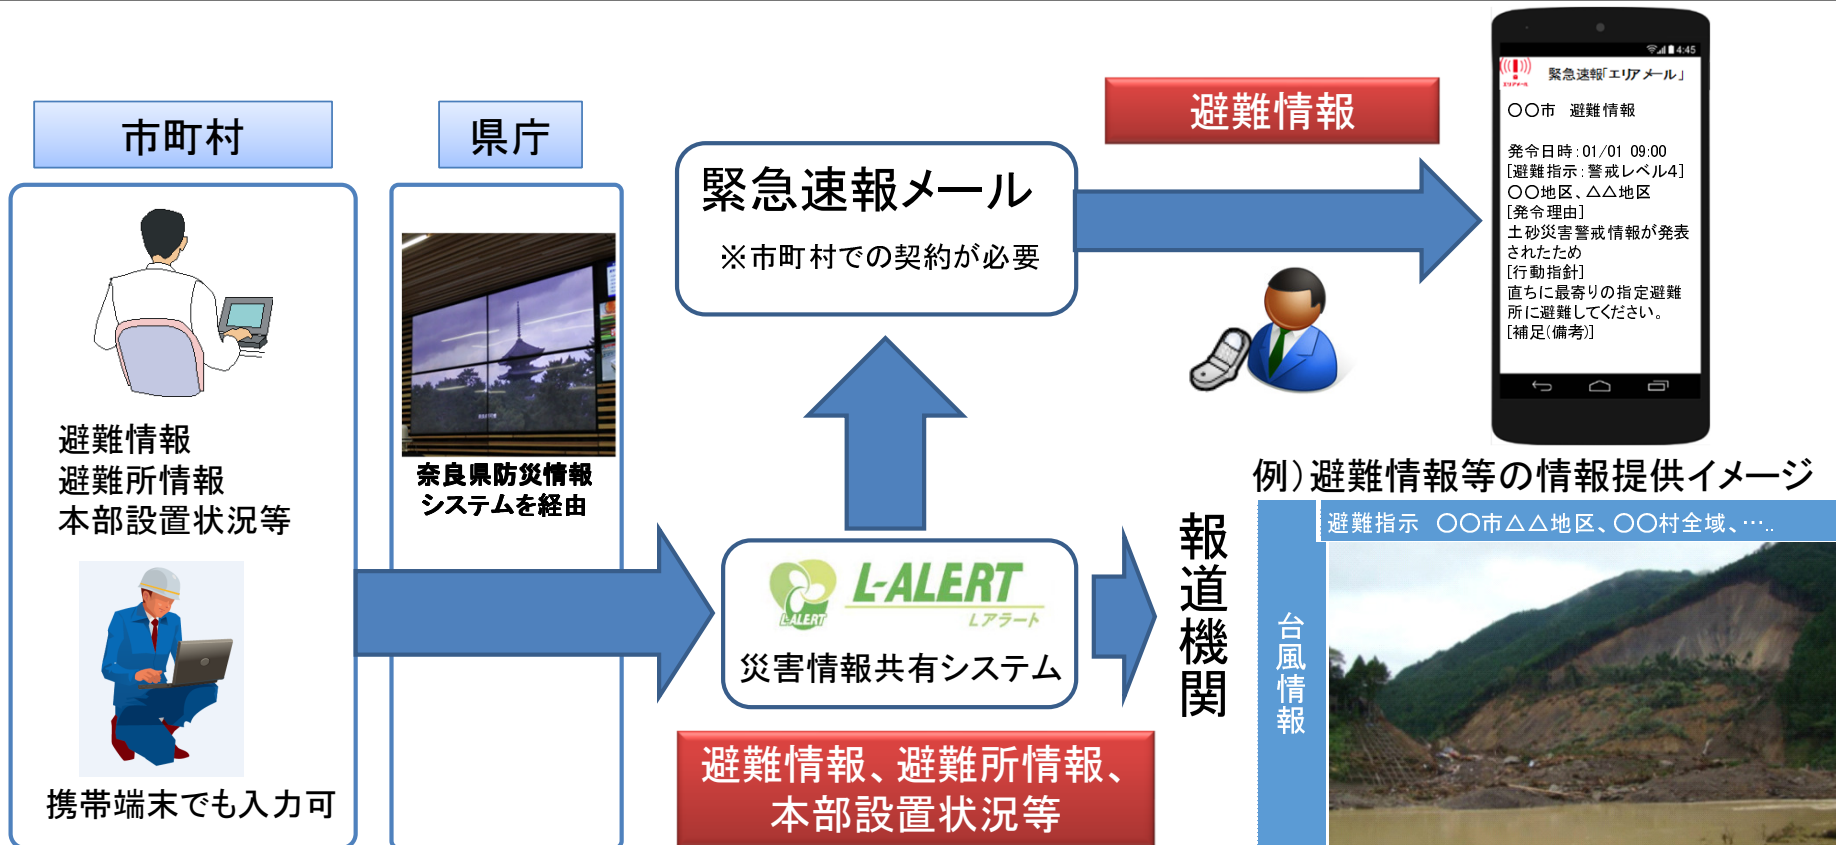 市町村
避難情報
避難所情報
本部設置状況等
携帯端末でも入力可
県庁
奈良県防災情報
システムを経由
緊急速報メール
※市町村での契約が必要
L-ALERT
L-ALERT
Lアラート
災害情報共有システム
避難情報、避難所情報、
本部設置状況等
避難情報
4:45
エリアメール
緊急速報「エリアメール」
〇〇市　避難情報
発令日時:01/01 09:00
[避難指示:警戒レベル4]
〇〇地区、△△地区
[発令理由]
土砂災害警戒情報が発表
されたため
[行動指針]
直ちに最寄りの指定避難
所に避難してください。
[補足(備考)]
報道機関
例)避難情報等の情報提供イメージ
避難指示　〇〇市△△地区、〇〇村全域、…..
台風情報